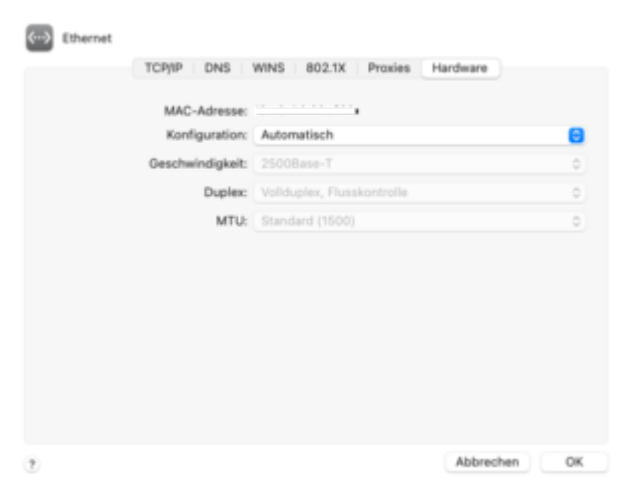 Ethernet
TCP/IP DNS WINS 802.1X Proxies Hardware
MAC-Adresse:
Konfiguration: Automatisch
Geschwindigkeit: 2500Base-T
Duplex: Vollduplex, Flusskontrolle
MTU: Standard (1500)
? Abbrechen OK